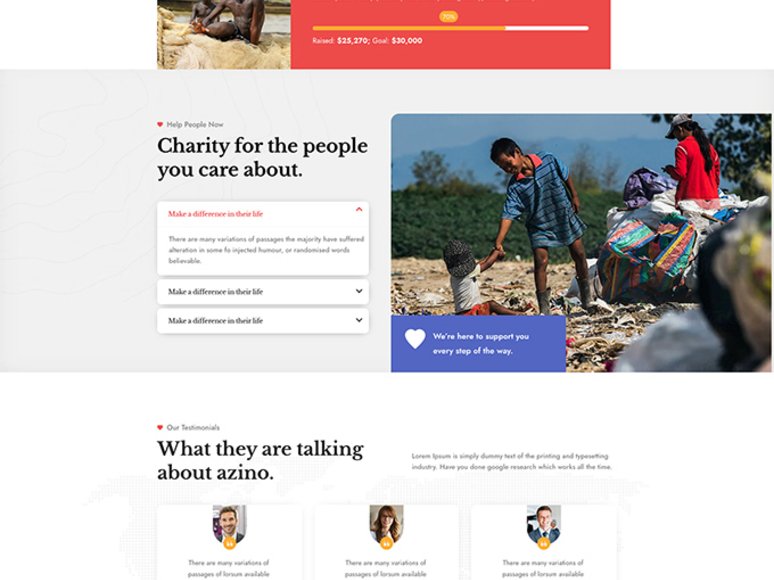 70%
Raised: $25,270; Goal: $30,000
Help People Now
Charity for the people
you care about.
Make a difference in their life
There are many variations of passages the majority have suffered
alteration in some fo injected humour, or randomised words
believable.
Make a difference in their life
Make a difference in their life
We're here to support you
every step of the way.
Our Testimonials
What they are talking
about azino.
Lorem Ipsum is simply dummy text of the printing and typesetting
industry. Have you done google research which works all the time.
There are many variations of
passages of lorsum available
There are many variations of
passages of lorsum available
There are many variations of
passages of lorsum available